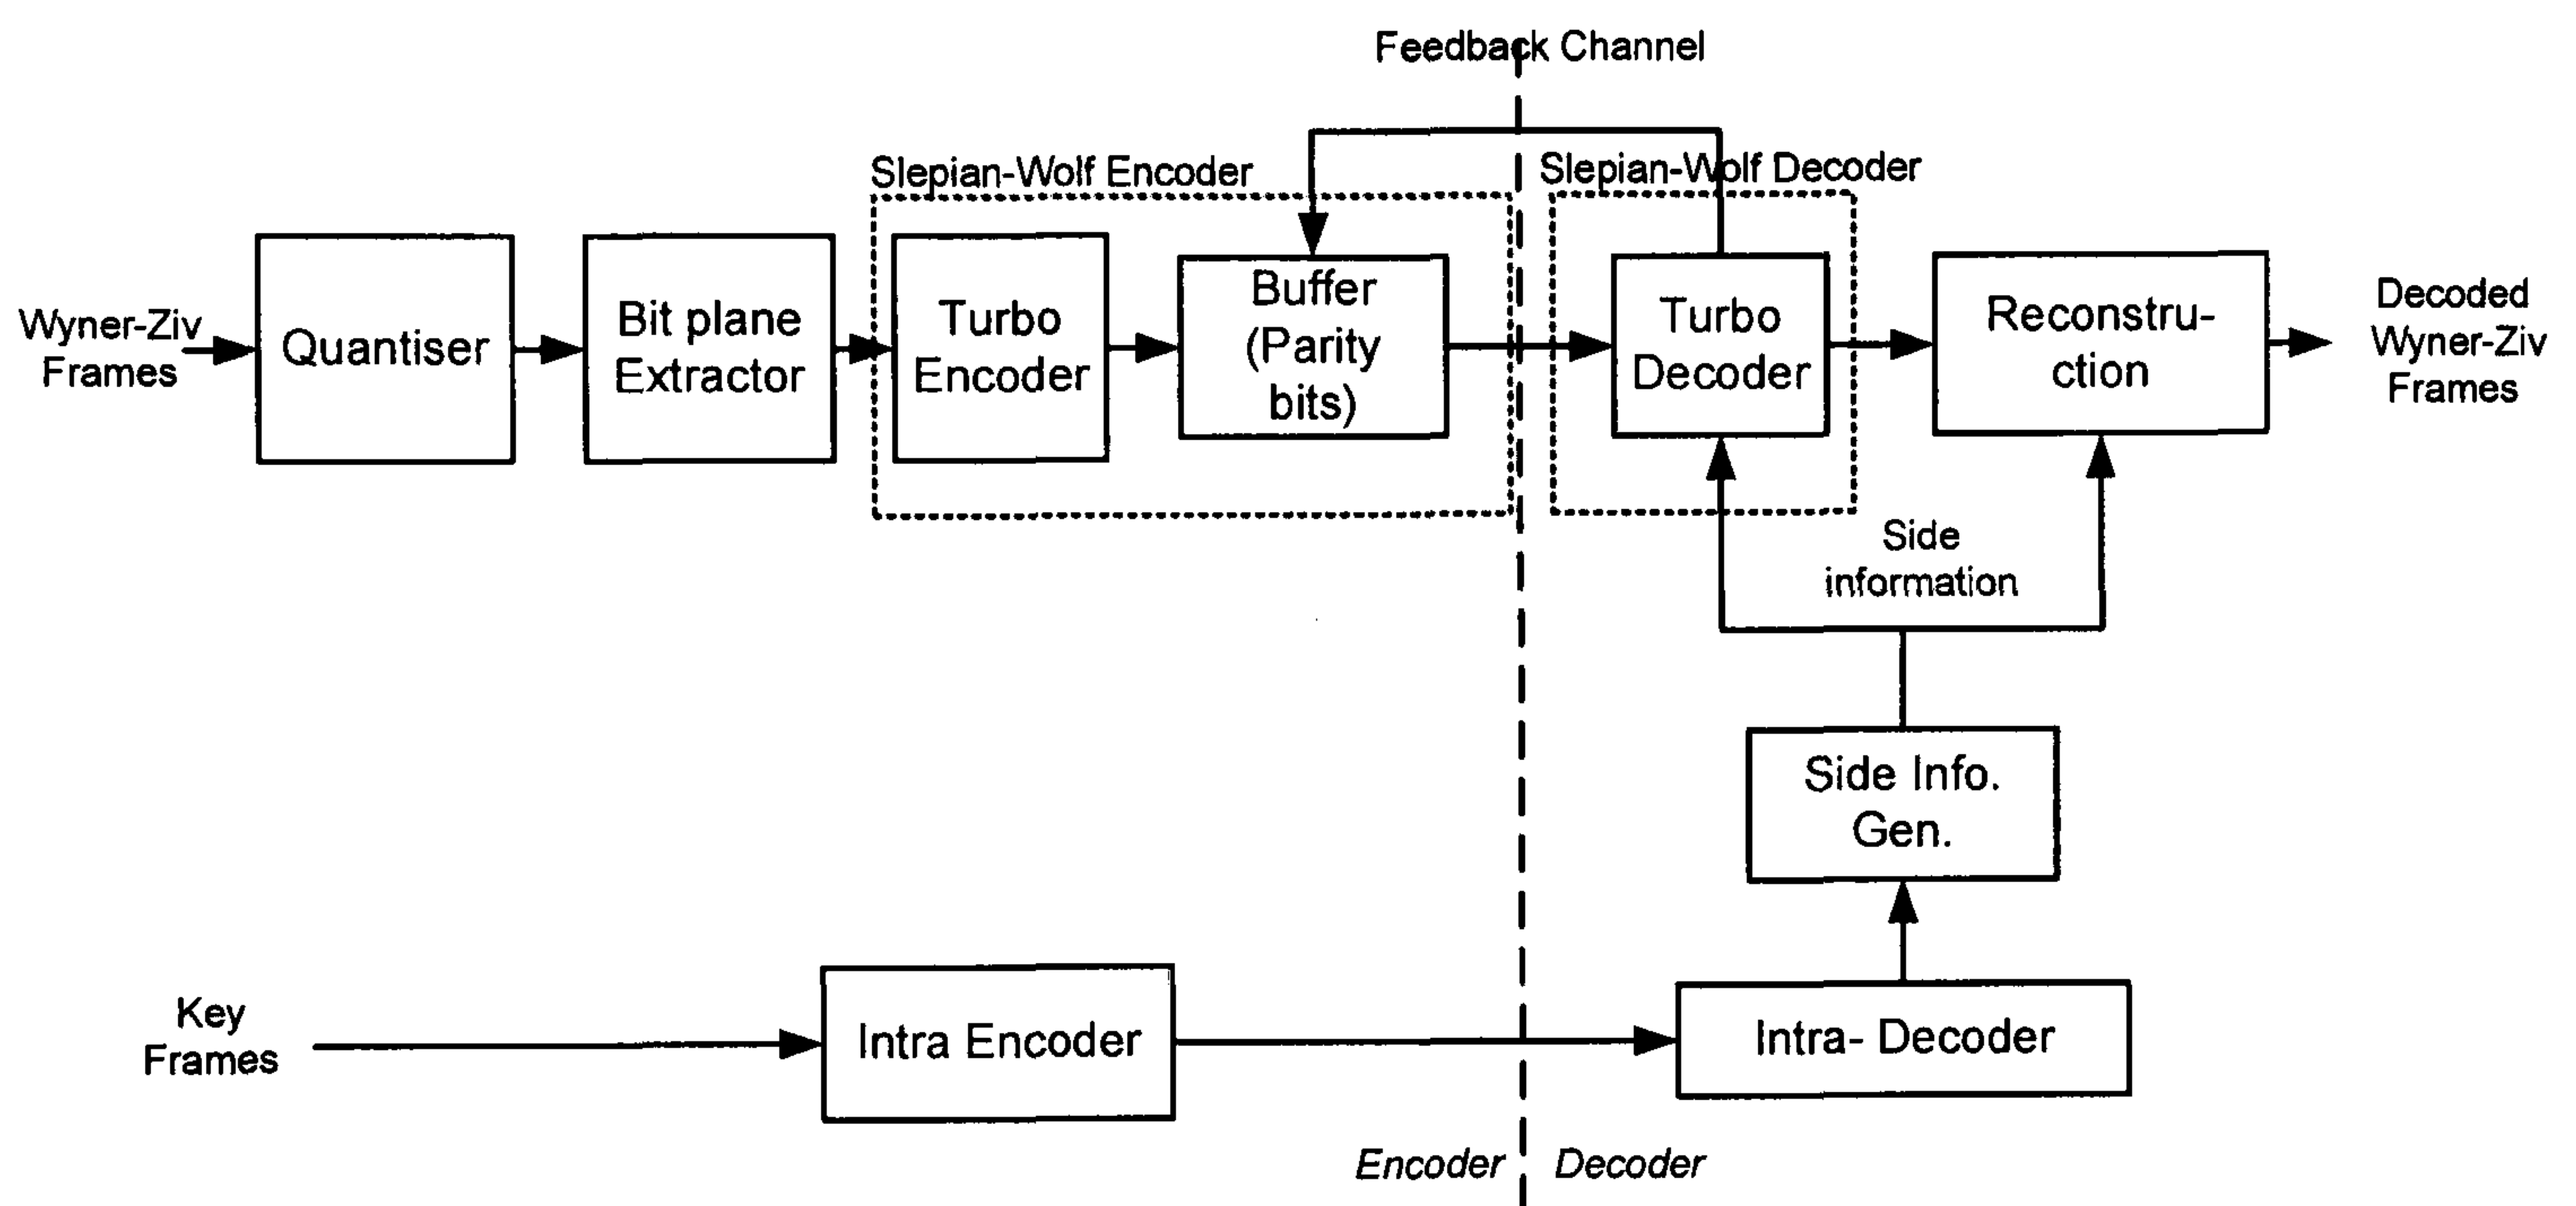 Feedback Channel
Slepian-Wolf Encoder
Slepian-Wolf Decoder
Wyner-Ziv
Frames
Quantiser
Bit plane
Extractor
Turbo
Encoder
Buffer
(Parity
bits)
Turbo
Decoder
Reconstru-
ction
Decoded
Wyner-Ziv
Frames
Side
information
Side Info.
Gen.
Key
Frames
Intra Encoder
Intra- Decoder
Encoder
Decoder